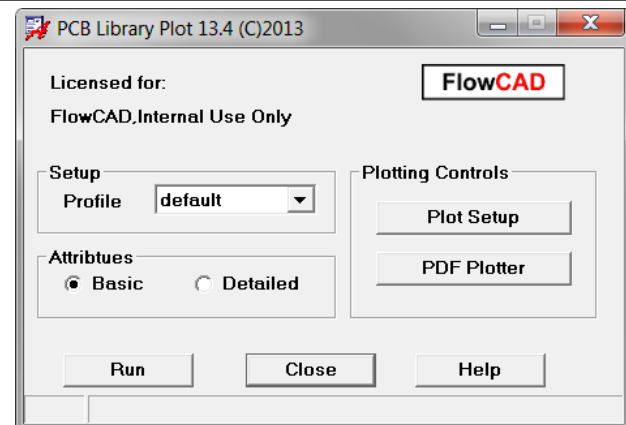 PCB Library Plot 13.4 (C)2013
Licensed for:
FlowCAD
FlowCAD,Internal Use Only
Setup
Profile default
Attribtues
Basic Detailed
Plotting Controls
Plot Setup
PDF Plotter
Run Close Help